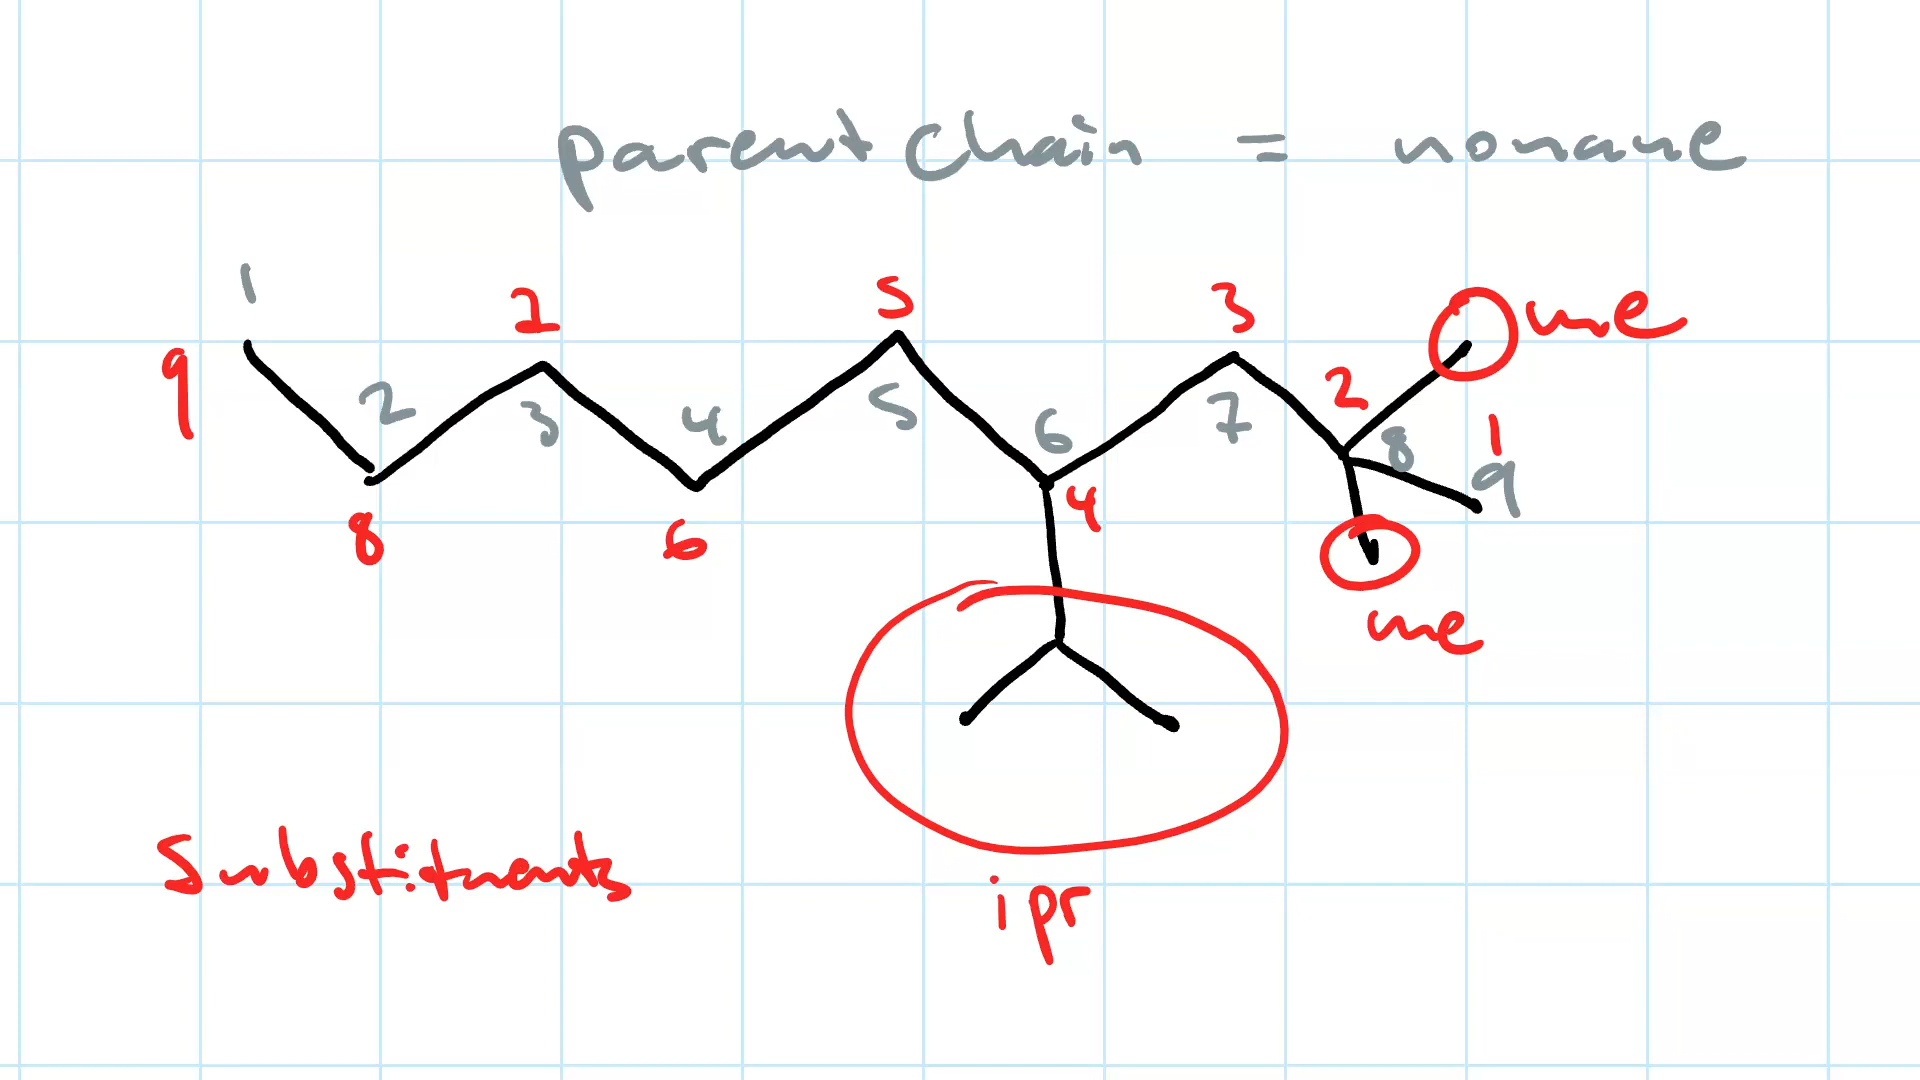 parent chain = nonane
1 7 5 3 me
9 2 3 4 5 6 7 2 8 1 9
8 6 4
me
ipr
Substituents